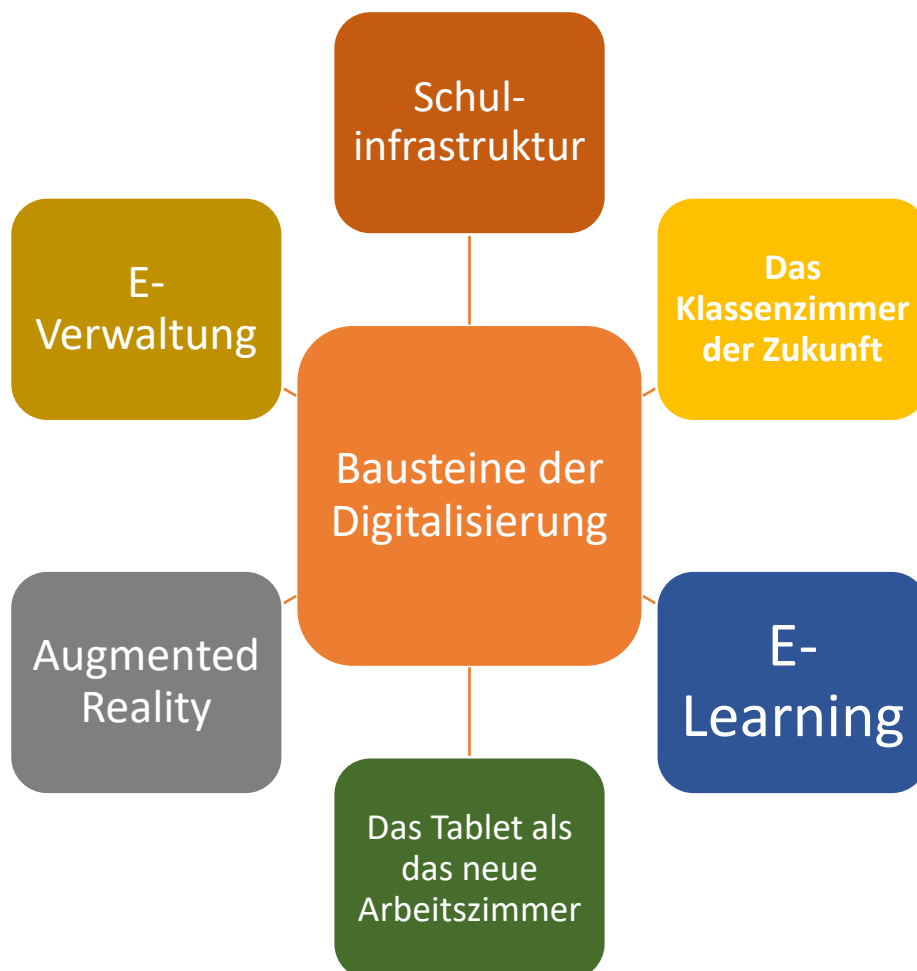 Schul-
infrastruktur
Das
Klassenzimmer
der Zukunft
E-
Learning
Das Tablet als
das neue
Arbeitszimmer
Augmented
Reality
E-
Verwaltung
Bausteine der
Digitalisierung